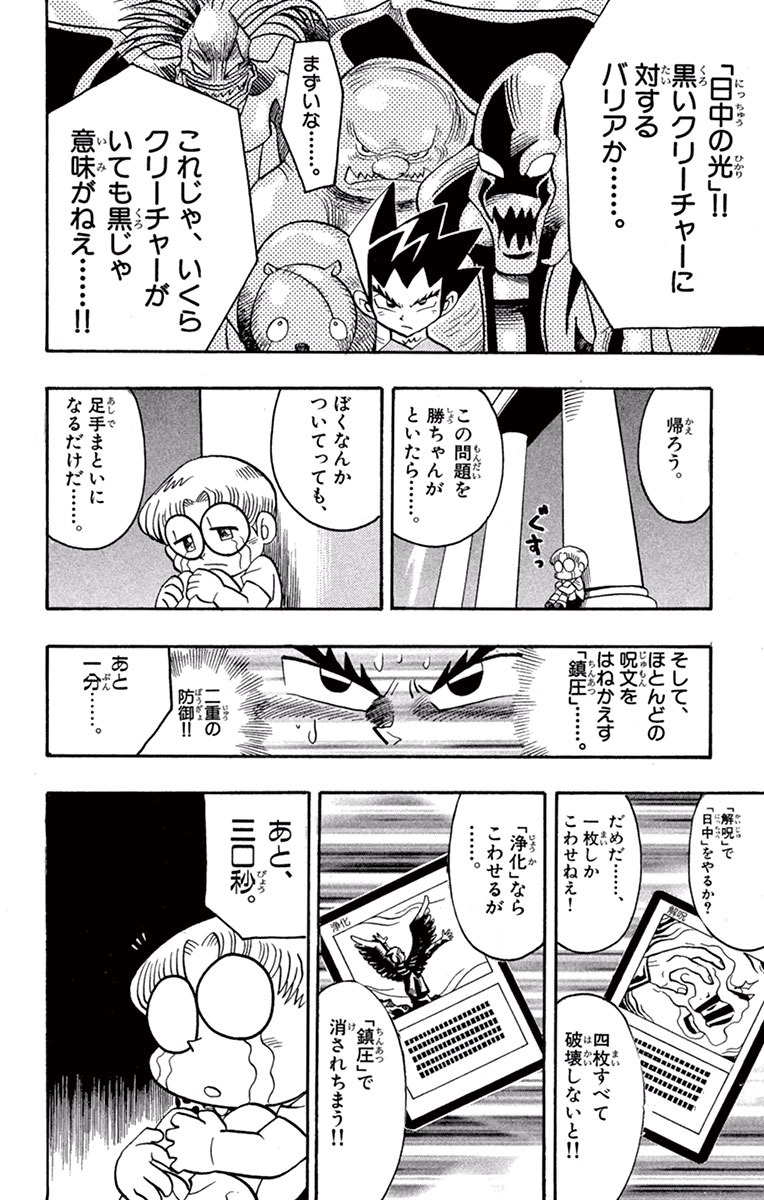 「日中の光」!!
黒いクリーチャーに
対する
バリアか……。
まずいな……。
これじゃ、いくら
クリーチャーが
いても黒じゃ
意味がねえ……!!
帰ろう。
この問題を
勝ちゃんが
といたら……。
ぐすっ
ぼくなんか
ついてっても、
足手まといに
なるだけだ……。
そして、
ほとんどの
呪文を
はねかえす
「鎮圧」……。
二重の
防御!!
あと
一分……。
「解呪」で
「日中」をやるか?
だめだ……、
一枚しか
こわせねえ!
四枚すべて
破壊しないと!!
解呪
「浄化」なら
こわせるが
……。
浄化
「鎮圧」で
消されちまう!!
あと、
三〇秒。